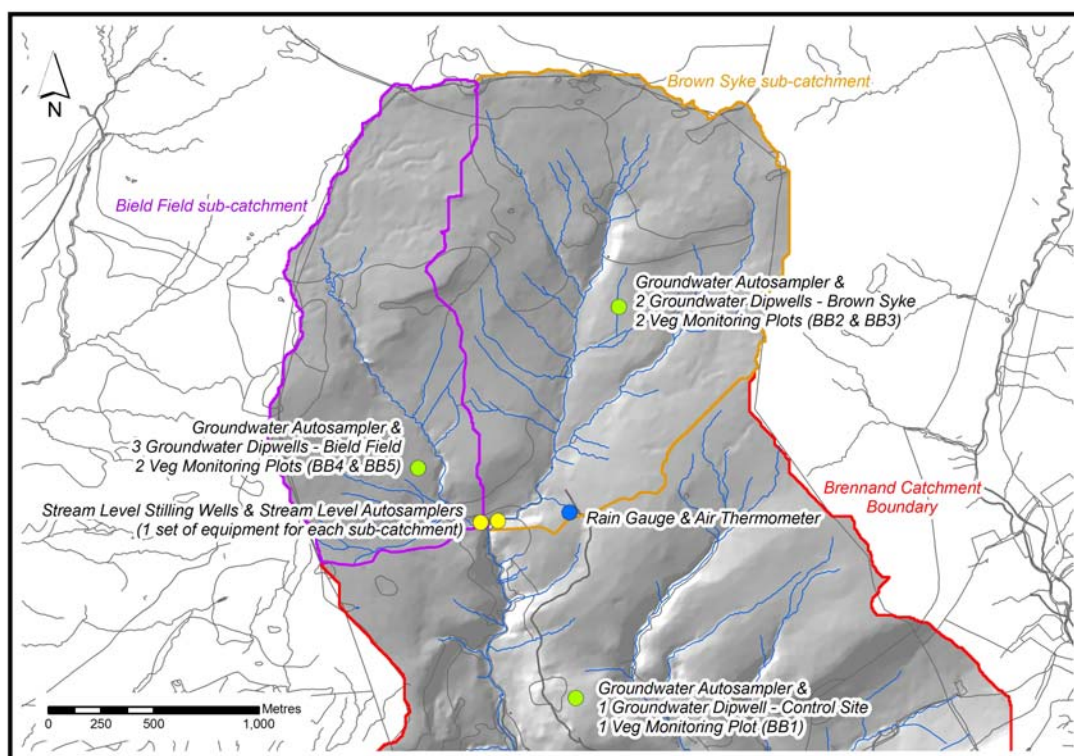 N
Brown Syke sub-catchment
Bield Field sub-catchment
Groundwater Autosampler &
2 Groundwater Dipwells - Brown Syke
2 Veg Monitoring Plots (BB2 & BB3)
Groundwater Autosampler &
3 Groundwater Dipwells - Bield Field
2 Veg Monitoring Plots (BB4 & BB5)
Brennand Catchment
Boundary
Stream Level Stilling Wells & Stream Level Autosamplers
(1 set of equipment for each sub-catchment)
Rain Gauge & Air Thermometer
Groundwater Autosampler &
1 Groundwater Dipwell - Control Site
1 Veg Monitoring Plot (BB1)
Metres
0 250 500 1,000